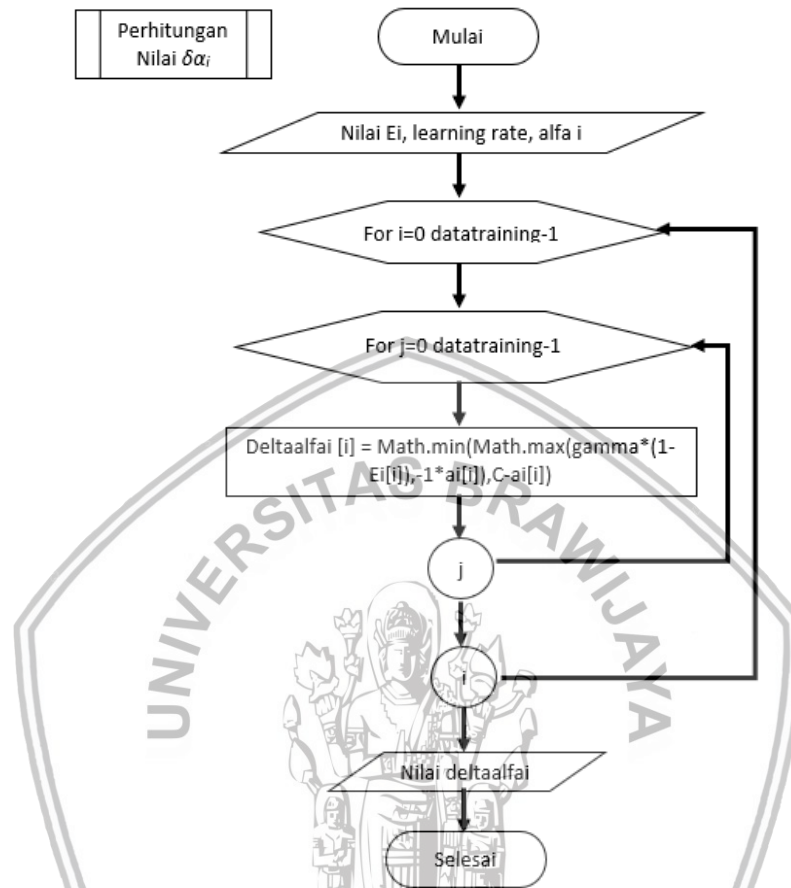 Perhitungan
Nilai δαi
Mulai
Nilai Ei, learning rate, alfa i
For i=0 datatraining-1
For j=0 datatraining-1
Deltaalfai [i] = Math.min(Math.max(gamma*(1-
Ei[i]),-1*ai[i]),C-ai[i])
j
i
Nilai deltaalfai
Selesai
UNIVERSITAS BRAWIJAYA